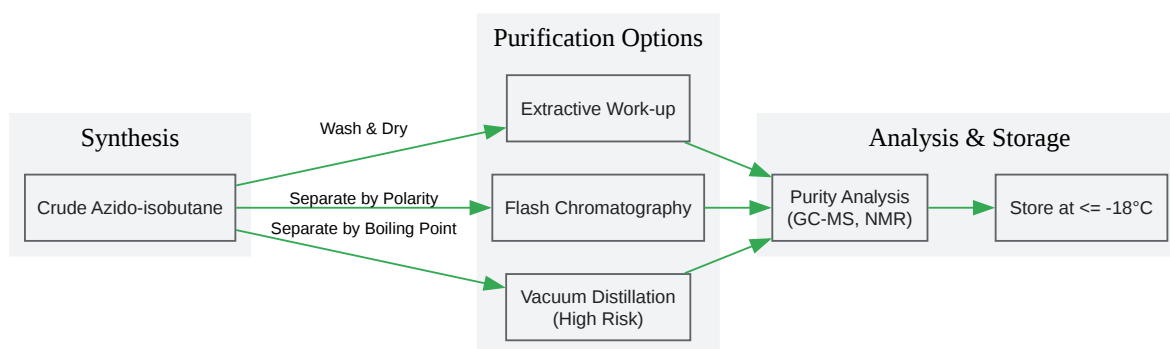 Synthesis
Crude Azido-isobutane
Wash & Dry
Separate by Polarity
Separate by Boiling Point
Purification Options
Extractive Work-up
Flash Chromatography
Vacuum Distillation
(High Risk)
Analysis & Storage
Purity Analysis
(GC-MS, NMR)
Store at <= -18°C